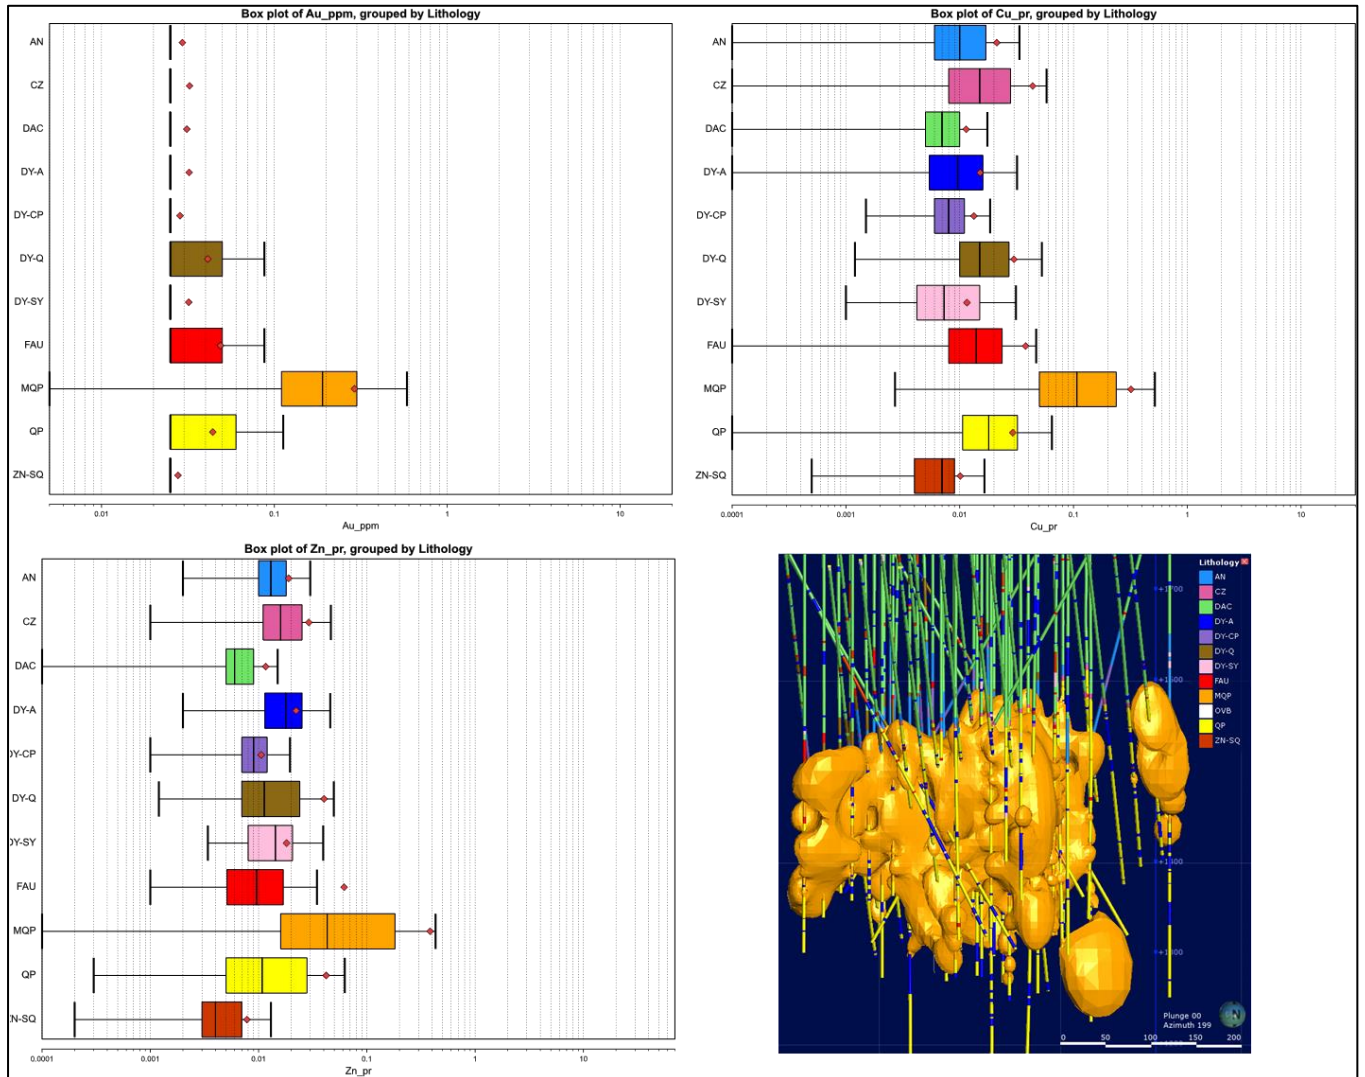 Box plot of Au_ppm, grouped by Lithology
AN
CZ
DAC
DY-A
DY-CP
DY-Q
DY-SY
FAU
MQP
QP
ZN-SQ
0.01 0.1 1 10
Au_ppm
Box plot of Cu_pr, grouped by Lithology
AN
CZ
DAC
DY-A
DY-CP
DY-Q
DY-SY
FAU
MQP
QP
ZN-SQ
0.0001 0.001 0.01 0.1 1 10
Cu_pr
Box plot of Zn_pr, grouped by Lithology
AN
CZ
DAC
DY-A
DY-CP
DY-Q
DY-SY
FAU
MQP
QP
N-SQ
0.0001 0.001 0.01 0.1 1 10
Zn_pr
Lithology
AN
CZ
DAC
DY-A
DY-CP
DY-Q
DY-SY
FAU
MQP
OVB
QP
ZN-SQ
Plunge 00
Azimuth 199
0 50 100 150 200